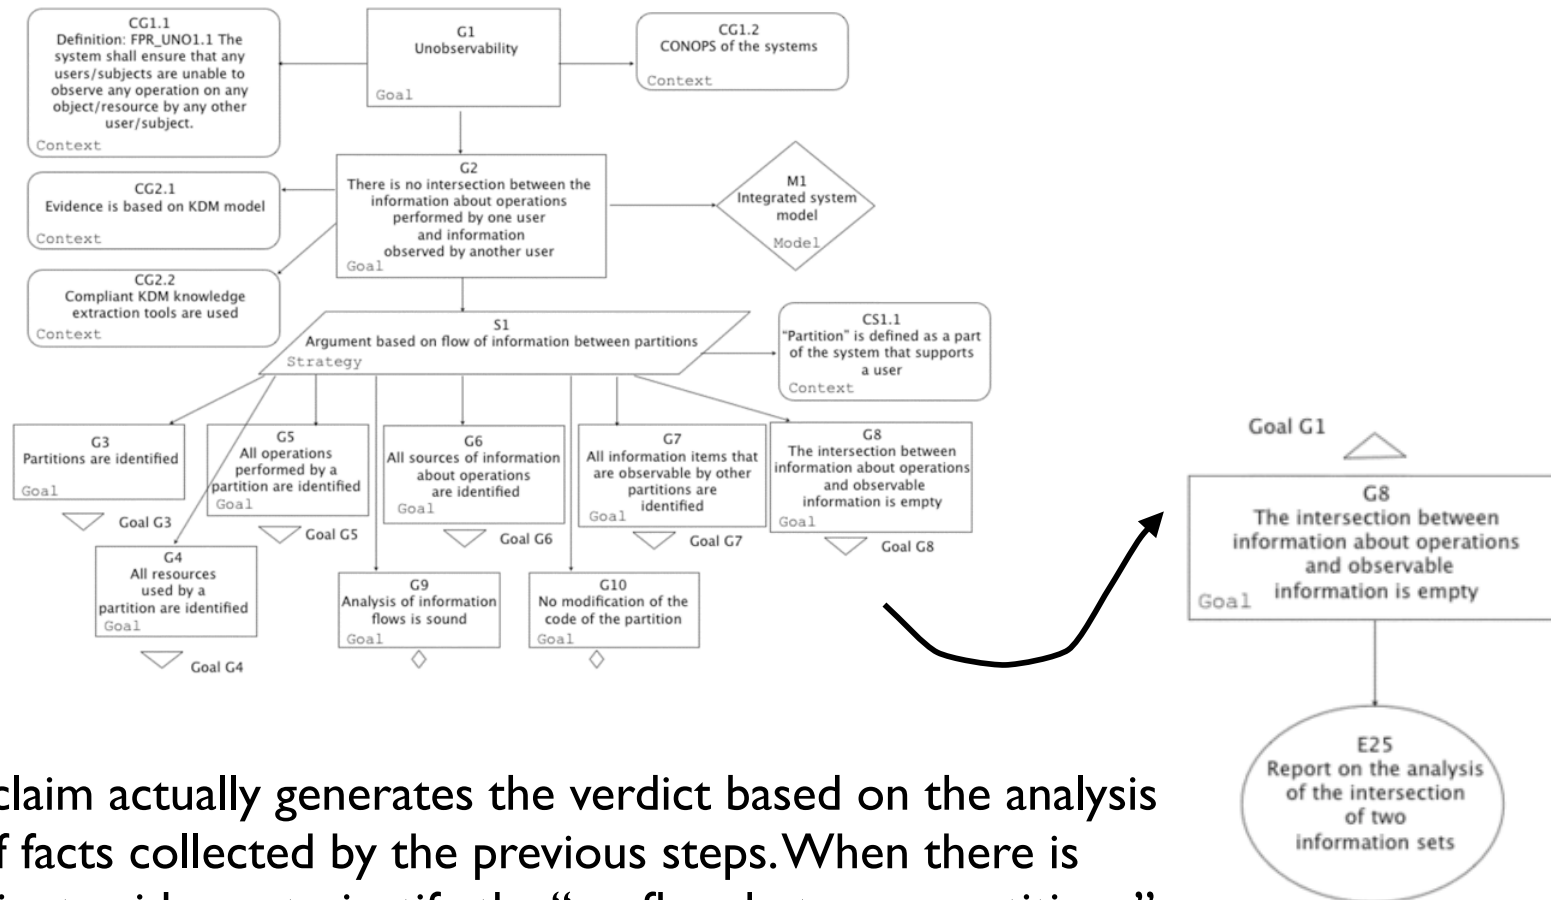 CG1.1
Definition: FPR_UNO1.1 The
system shall ensure that any
users/subjects are unable to
observe any operation on any
object/resource by any other
user/subject.
Context
G1
Unobservability
Goal
CG1.2
CONOPS of the systems
Context
CG2.1
Evidence is based on KDM model
Context
G2
There is no intersection between the
information about operations
performed by one user
and information
observed by another user
Goal
M1
Integrated system
model
Model
CG2.2
Compliant KDM knowledge
extraction tools are used
Context
S1
Argument based on flow of information between partitions
Strategy
CS1.1
"Partition" is defined as a part
of the system that supports
a user
Context
G3
Partitions are identified
Goal
Goal G3
G5
All operations
performed by a
partition are identified
Goal
Goal G5
G6
All sources of information
about operations
are identified
Goal
Goal G6
G7
All information items that
are observable by other
partitions are
identified
Goal
Goal G7
G8
The intersection between
information about operations
and observable
information is empty
Goal
Goal G8
G4
All resources
used by a
partition are identified
Goal
Goal G4
G9
Analysis of information
flows is sound
Goal
G10
No modification of the
code of the partition
Goal
Goal G1
G8
The intersection between
information about operations
and observable
information is empty
Goal
E25
Report on the analysis
of the intersection
of two
information sets
claim actually generates the verdict based on the analysis
f facts collected by the previous steps. When there is